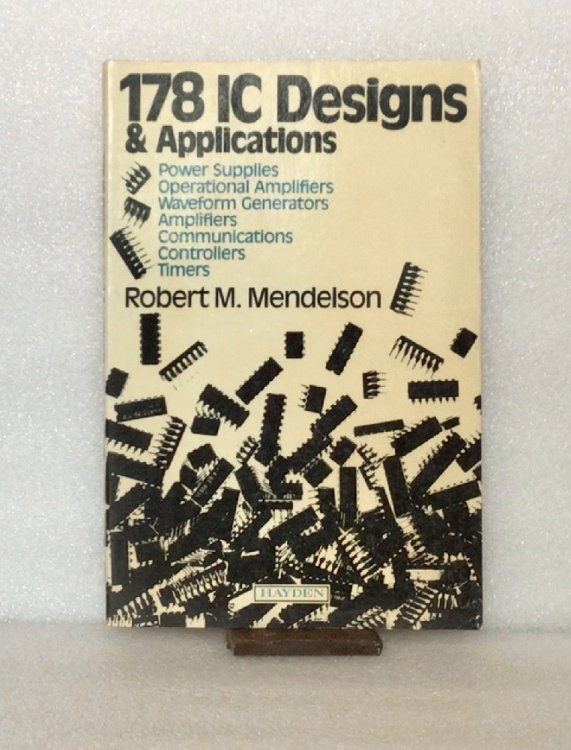 178 IC Designs
& Applications
Power Supplies
Operational Amplifiers
Waveform Generators
Amplifiers
Communications
Controllers
Timers
Robert M. Mendelson
HAYDEN